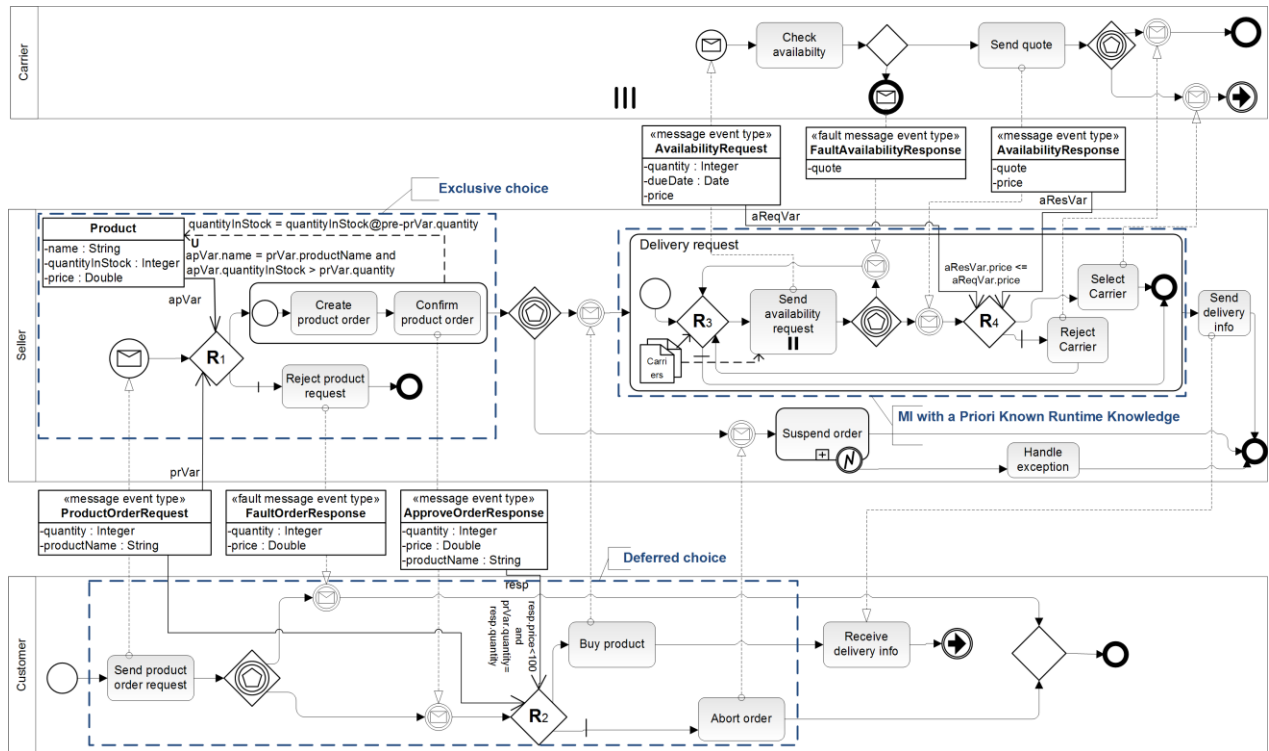 Carrier
Check
availabilty
Send quote
«message event type»
AvailabilityRequest
-quantity : Integer
-dueDate : Date
-price
«fault message event type»
FaultAvailabilityResponse
-quote
«message event type»
AvailabilityResponse
-quote
-price
aReqVar
aResVar
Exclusive choice
Seller
Product
-name : String
-quantityInStock : Integer
-price : Double
quantityInStock = quantityInStock@pre-prVar.quantity
U
apVar.name = prVar.productName and
apVar.quantityInStock > prVar.quantity
apVar
Create
product order
Confirm
product order
R1
Reject product
request
prVar
Delivery request
R3
Carri
ers
Send
availability
request
aResVar.price <=
aReqVar.price
R4
Select
Carrier
Reject
Carrier
Send
delivery
info
MI with a Priori Known Runtime Knowledge
Suspend order
Handle
exception
«message event type»
ProductOrderRequest
-quantity : Integer
-productName : String
«fault message event type»
FaultOrderResponse
-quantity : Integer
-price : Double
«message event type»
ApproveOrderResponse
-quantity : Integer
-price : Double
-productName : String
Deferred choice
Customer
resp
resp.price<100
and
prVar.quantity=
resp.quantity
Send product
order request
R2
Buy product
Abort order
Receive
delivery info